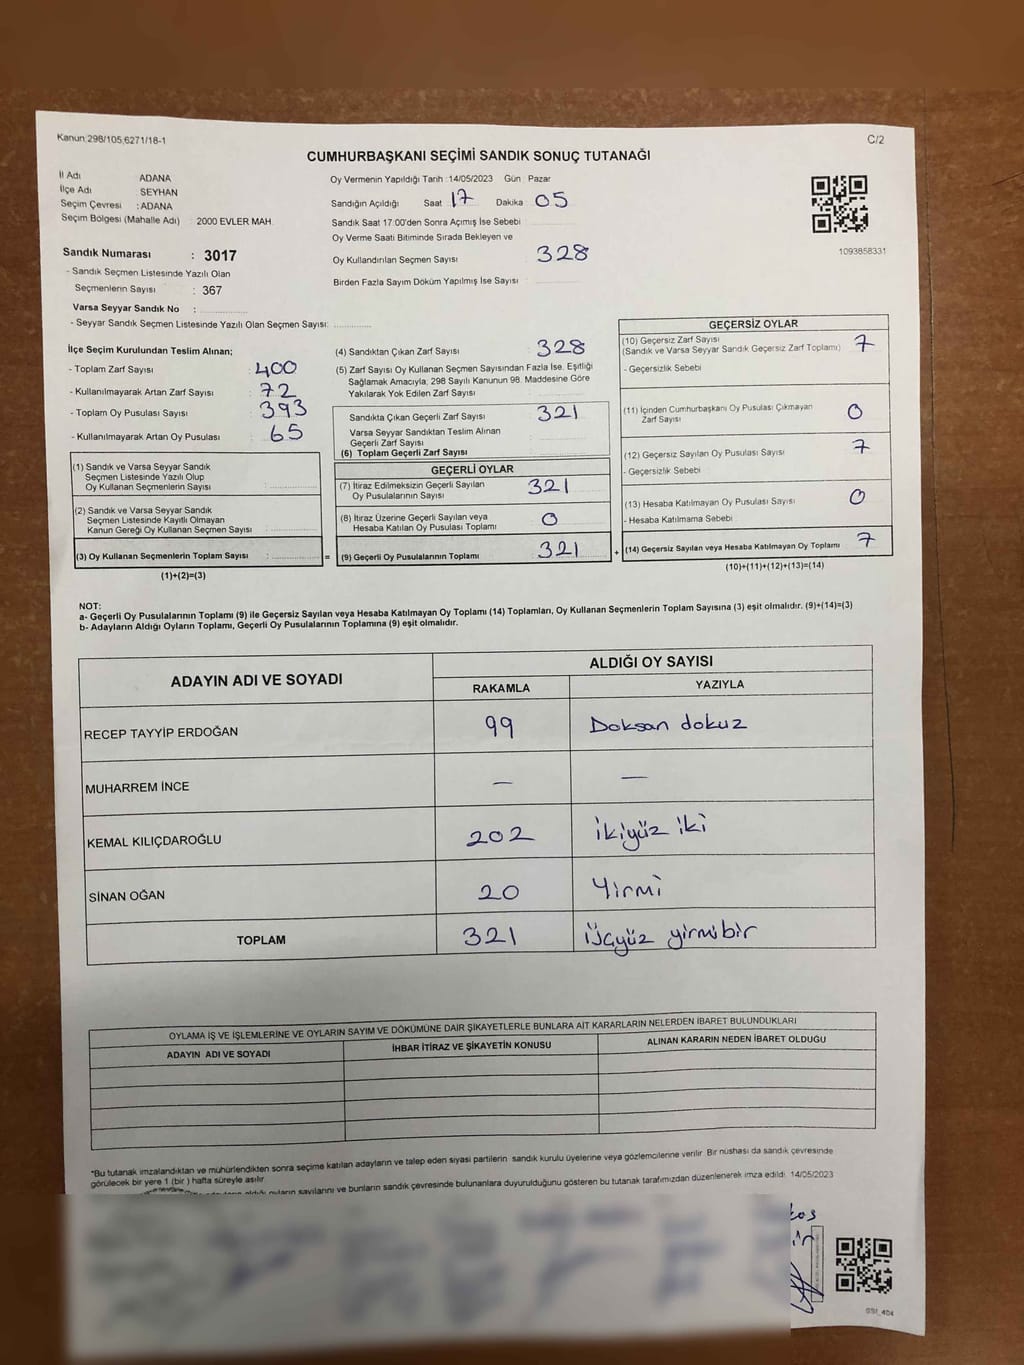 Kanun:298/105,6271/18-1
C/2
CUMHURBAŞKANI SEÇİMİ SANDIK SONUÇ TUTANAĞI
İl Adı ADANA
İlçe Adı : SEYHAN
Seçim Çevresi : ADANA
Seçim Bölgesi (Mahalle Adı) : 2000 EVLER MAH.
Oy Vermenin Yapıldığı Tarih :14/05/2023 Gün : Pazar
Sandığın Açıldığı Saat 17 Dakika 05
Sandık Saat 17:00'den Sonra Açımış İse Sebebi
Oy Verme Saati Bitiminde Sırada Bekleyen ve
Oy Kullandırılan Seçmen Sayısı 328
Birden Fazla Sayım Döküm Yapılmış İse Sayısı
1093858331
Sandık Numarası : 3017
- Sandık Seçmen Listesinde Yazılı Olan
Seçmenlerin Sayısı : 367
Varsa Seyyar Sandık No :
- Seyyar Sandık Seçmen Listesinde Yazılı Olan Seçmen Sayısı:
İlçe Seçim Kurulundan Teslim Alınan;
- Toplam Zarf Sayısı : 400
- Kullanılmayarak Artan Zarf Sayısı : 72
- Toplam Oy Pusulası Sayısı : 393
- Kullanılmayarak Artan Oy Pusulası : 65
(1) Sandık ve Varsa Seyyar Sandık
Seçmen Listesinde Yazılı Olup
Oy Kullanan Seçmenlerin Sayısı :
(2) Sandık ve Varsa Seyyar Sandık
Seçmen Listesinde Kayıtlı Olmayan
Kanun Gereği Oy Kullanan Seçmen Sayısı :
(3) Oy Kullanan Seçmenlerin Toplam Sayısı : =
(1)+(2)=(3)
(4) Sandıktan Çıkan Zarf Sayısı 328
(5) Zarf Sayısı Oy Kullanan Seçmen Sayısından Fazla İse, Eşitliği
Sağlamak Amacıyla; 298 Sayılı Kanunun 98. Maddesine Göre
Yakılarak Yok Edilen Zarf Sayısı
Sandıkta Çıkan Geçerli Zarf Sayısı 321
Varsa Seyyar Sandıktan Teslim Alınan
Geçerli Zarf Sayısı
(6) Toplam Geçerli Zarf Sayısı
GEÇERLİ OYLAR
(7) İtiraz Edilmeksizin Geçerli Sayılan
Oy Pusulalarının Sayısı 321
(8) İtiraz Üzerine Geçerli Sayılan veya
Hesaba Katılan Oy Pusulası Toplamı 0
(9) Geçerli Oy Pusulalarının Toplamı 321 +
GEÇERSİZ OYLAR
(10) Geçersiz Zarf Sayısı
(Sandık ve Varsa Seyyar Sandık Geçersiz Zarf Toplamı) 7
- Geçersizlik Sebebi
(11) İçinden Cumhurbaşkanı Oy Pusulası Çıkmayan
Zarf Sayısı 0
(12) Geçersiz Sayılan Oy Pusulası Sayısı 7
- Geçersizlik Sebebi
(13) Hesaba Katılmayan Oy Pusulası Sayısı 0
- Hesaba Katılmama Sebebi
(14) Geçersiz Sayılan veya Hesaba Katılmayan Oy Toplamı 7
(10)+(11)+(12)+(13)=(14)
NOT:
a- Geçerli Oy Pusulalarının Toplamı (9) ile Geçersiz Sayılan veya Hesaba Katılmayan Oy Toplamı (14) Toplamları, Oy Kullanan Seçmenlerin Toplam Sayısına (3) eşit olmalıdır. (9)+(14)=(3)
b- Adayların Aldığı Oyların Toplamı, Geçerli Oy Pusulalarının Toplamına (9) eşit olmalıdır.
ADAYIN ADI VE SOYADI ALDIĞI OY SAYISI
RAKAMLA YAZIYLA
RECEP TAYYİP ERDOĞAN 99 Doksan dokuz
MUHARREM İNCE — —
KEMAL KILIÇDAROĞLU 202 ikiyüz iki
SİNAN OĞAN 20 Yirmi
TOPLAM 321 üçyüz yirmibir
OYLAMA İŞ VE İŞLEMLERİNE VE OYLARIN SAYIM VE DÖKÜMÜNE DAİR ŞİKAYETLERLE BUNLARA AİT KARARLARIN NELERDEN İBARET BULUNDUKLARI
ADAYIN ADI VE SOYADI İHBAR İTİRAZ VE ŞİKAYETİN KONUSU ALINAN KARARIN NEDEN İBARET OLDUĞU
*Bu tutanak imzalandıktan ve mühürlendikten sonra seçime katılan adayların ve talep eden siyasi partilerin sandık kurulu üyelerine veya gözlemcilerine verilir. Bir nüshası da sandık çevresinde
görülecek bir yere 1 (bir ) hafta süreyle asılır.
oyların sayılarını ve bunların sandık çevresinde bulunanlara duyurulduğunu gösteren bu tutanak tarafımızdan düzenlenerek imza edildi. 14/05/2023